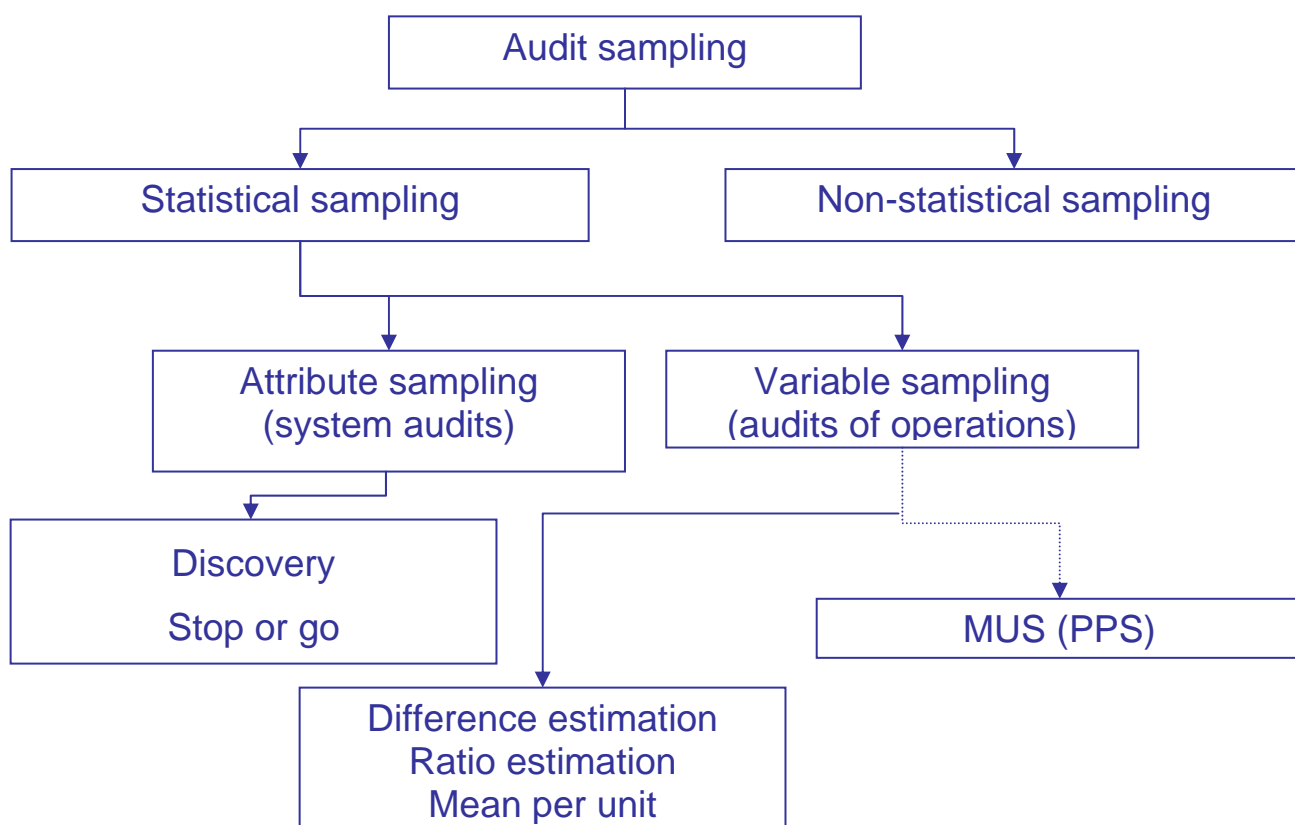 Audit sampling
Statistical sampling
Non-statistical sampling
Attribute sampling
(system audits)
Variable sampling
(audits of operations)
Discovery
Stop or go
MUS (PPS)
Difference estimation
Ratio estimation
Mean per unit